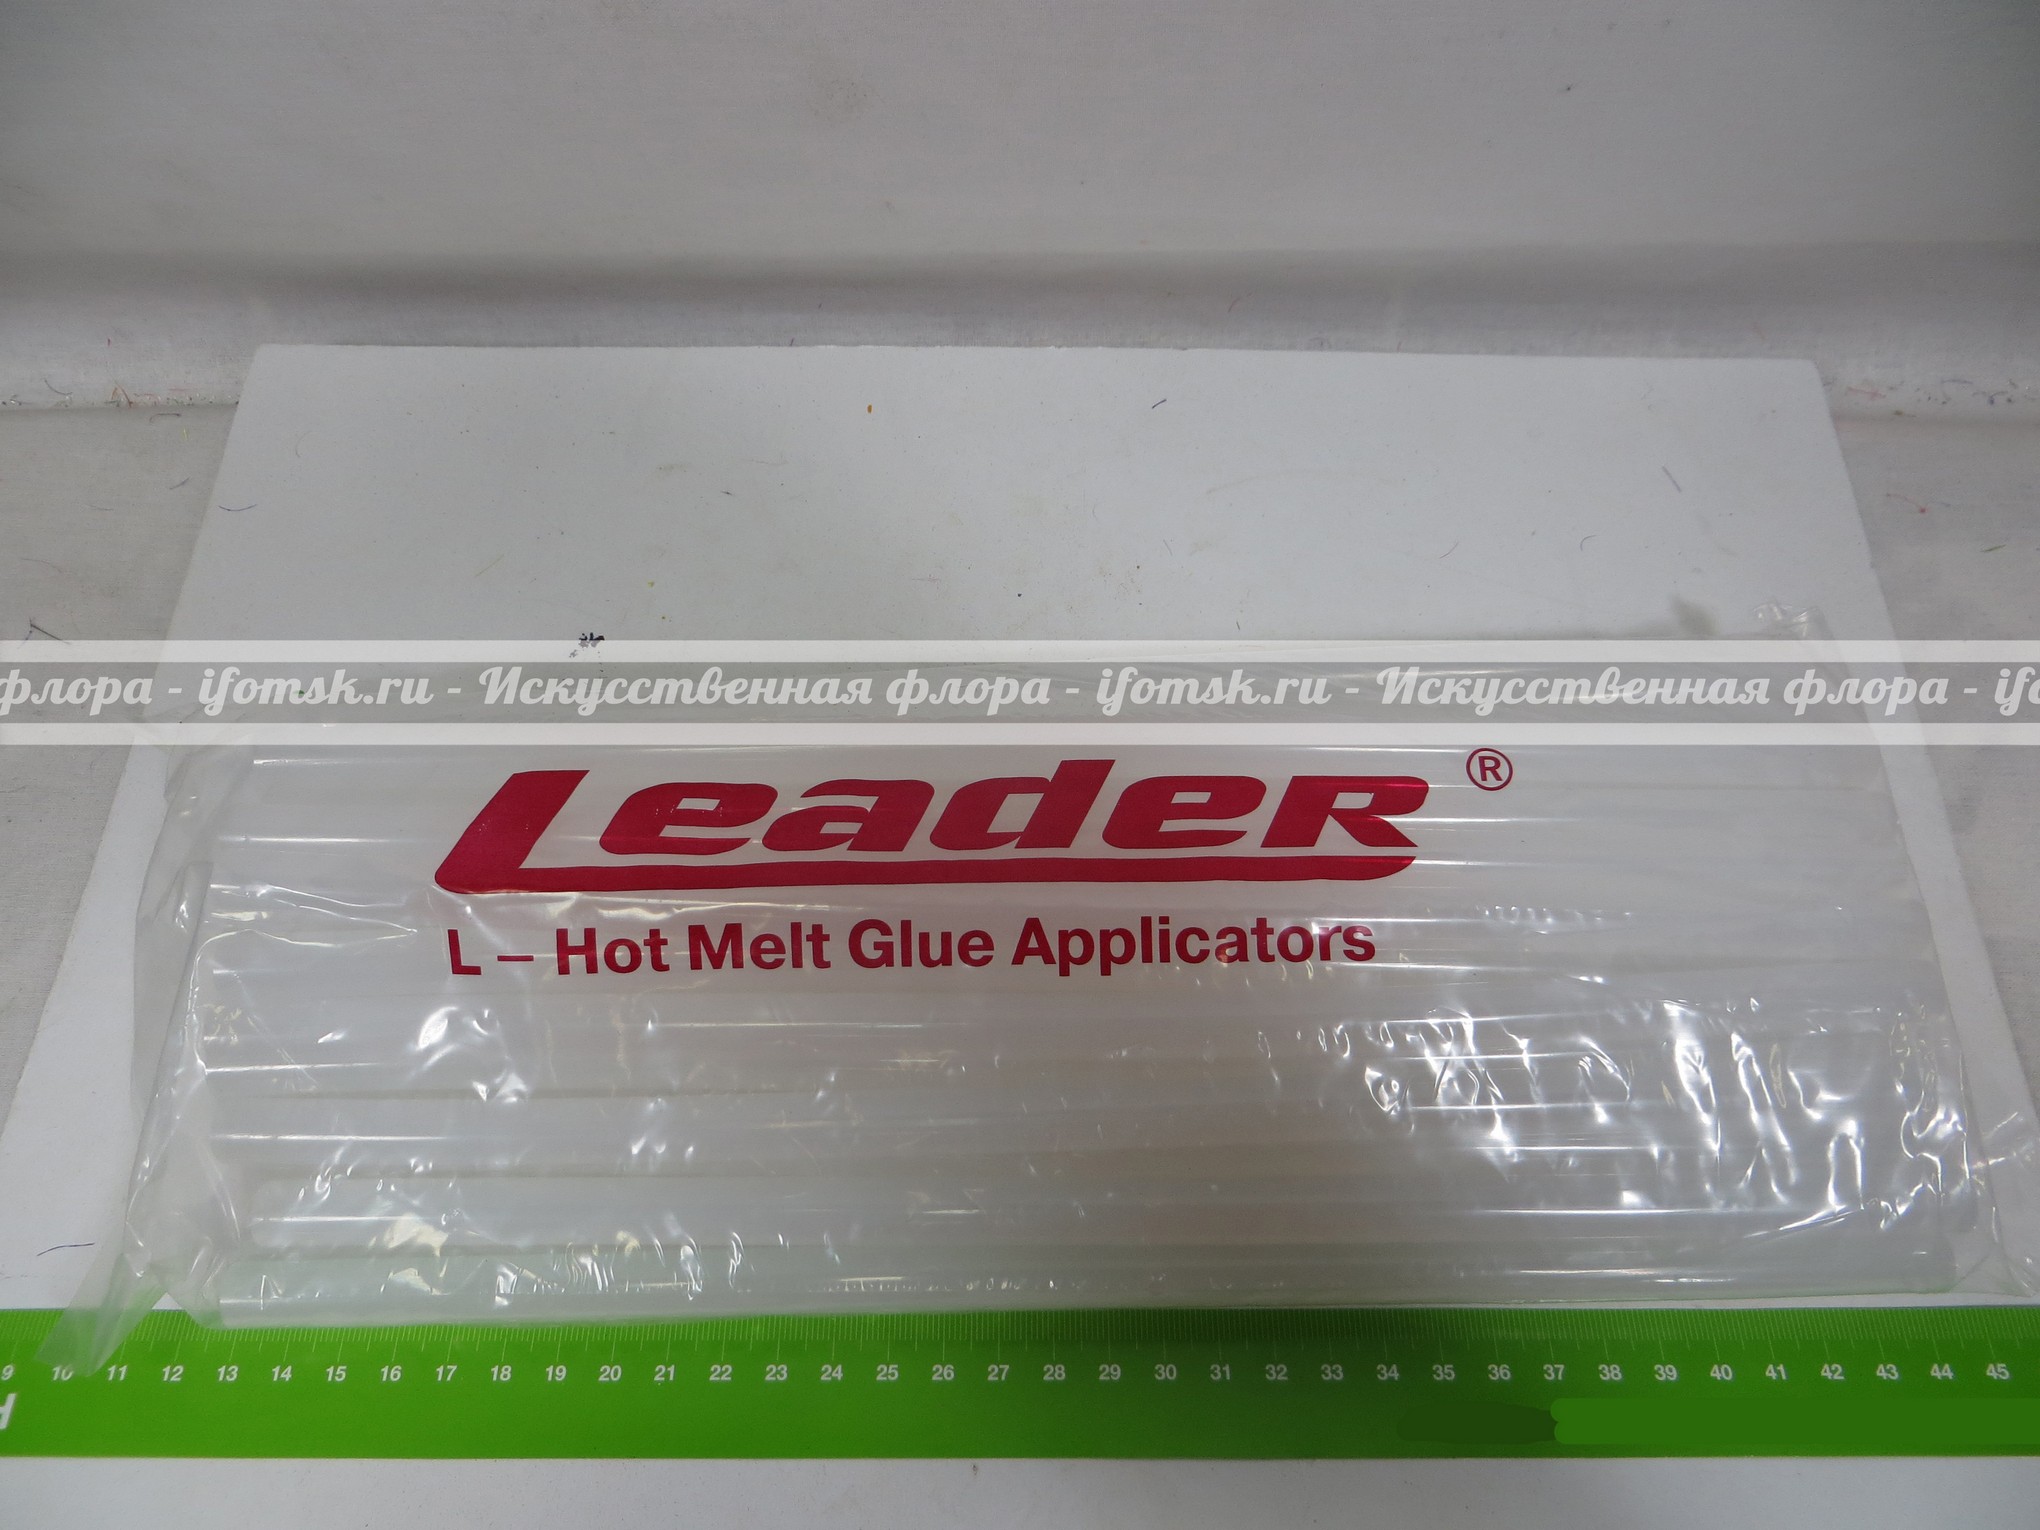 флора - ifomsk.ru - Искусственная флора - ifomsk.ru - Искусственная флора - ifo
Leader ®
L – Hot Melt Glue Applicators
9 10 11 12 13 14 15 16 17 18 19 20 21 22 23 24 25 26 27 28 29 30 31 32 33 34 35 36 37 38 39 40 41 42 43 44 45